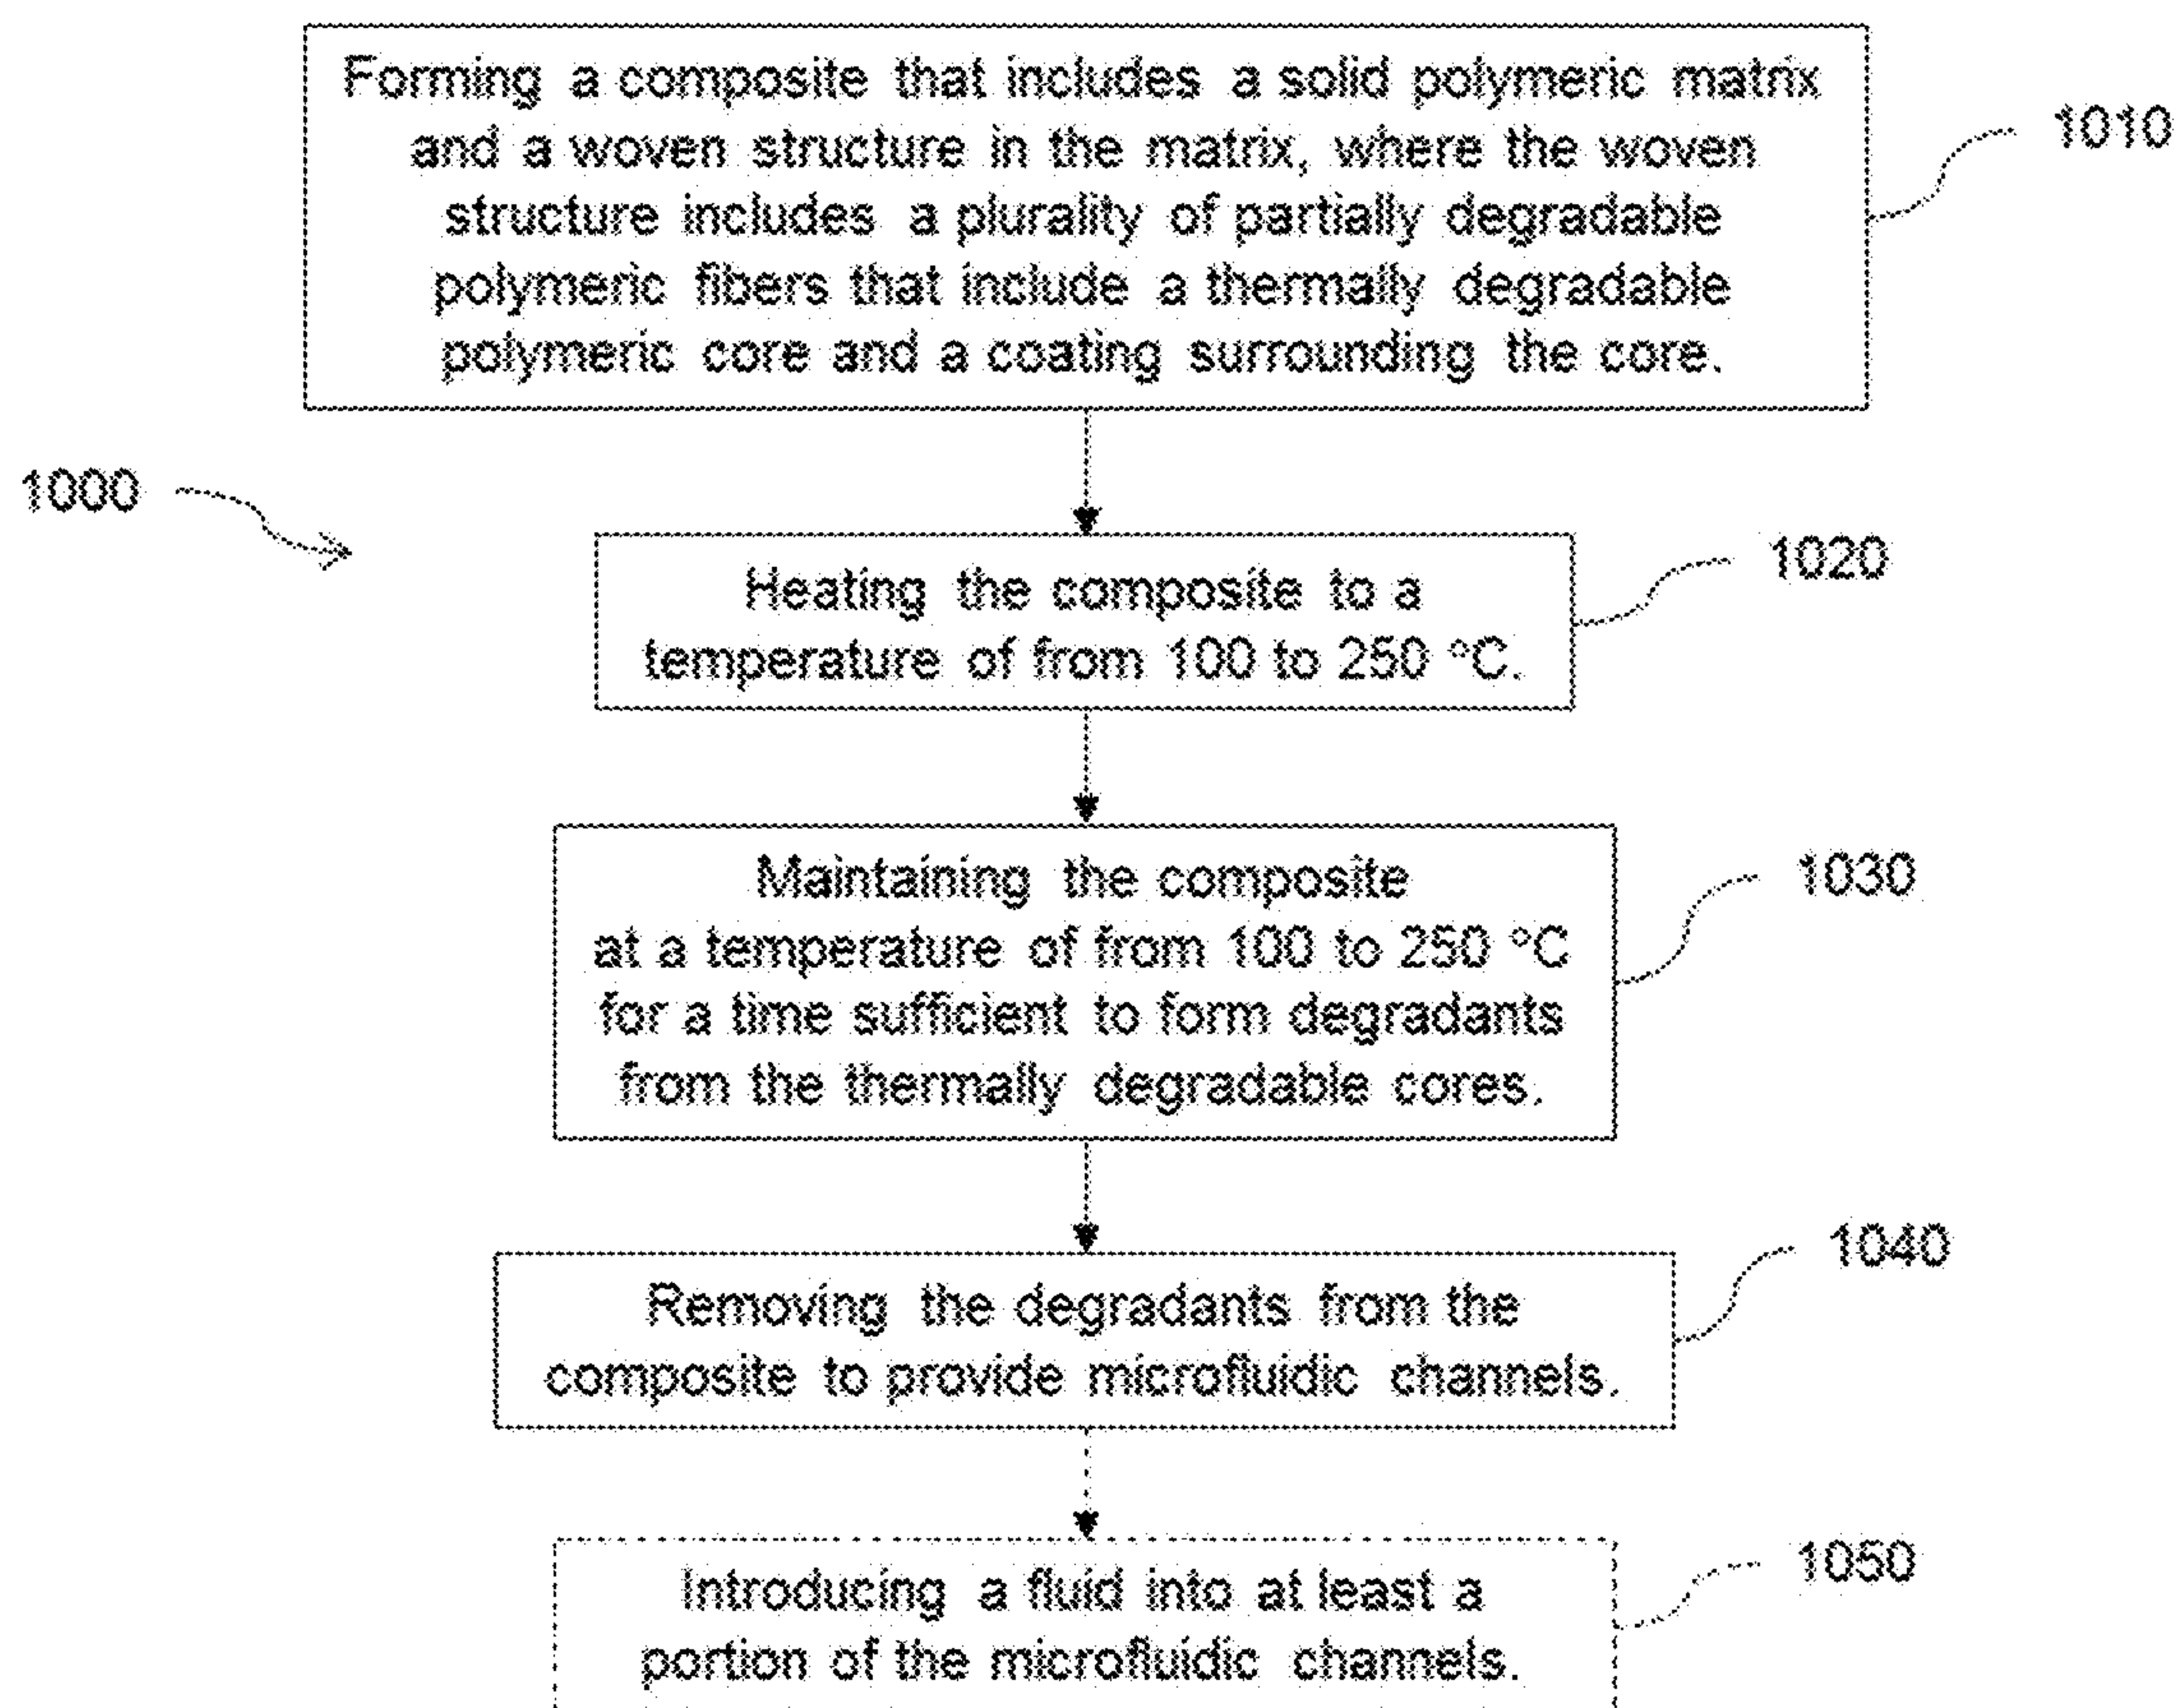 Forming a composite that includes a solid polymeric matrix
and a woven structure in the matrix, where the woven
structure includes a plurality of partially degradable
polymeric fibers that include a thermally degradable
polymeric core and a coating surrounding the core.
1010
1000
Heating the composite to a
temperature of from 100 to 250 °C.
1020
Maintaining the composite
at a temperature of from 100 to 250 °C
for a time sufficient to form degradants
from the thermally degradable cores.
1030
Removing the degradants from the
composite to provide microfluidic channels.
1040
Introducing a fluid into at least a
portion of the microfluidic channels.
1050